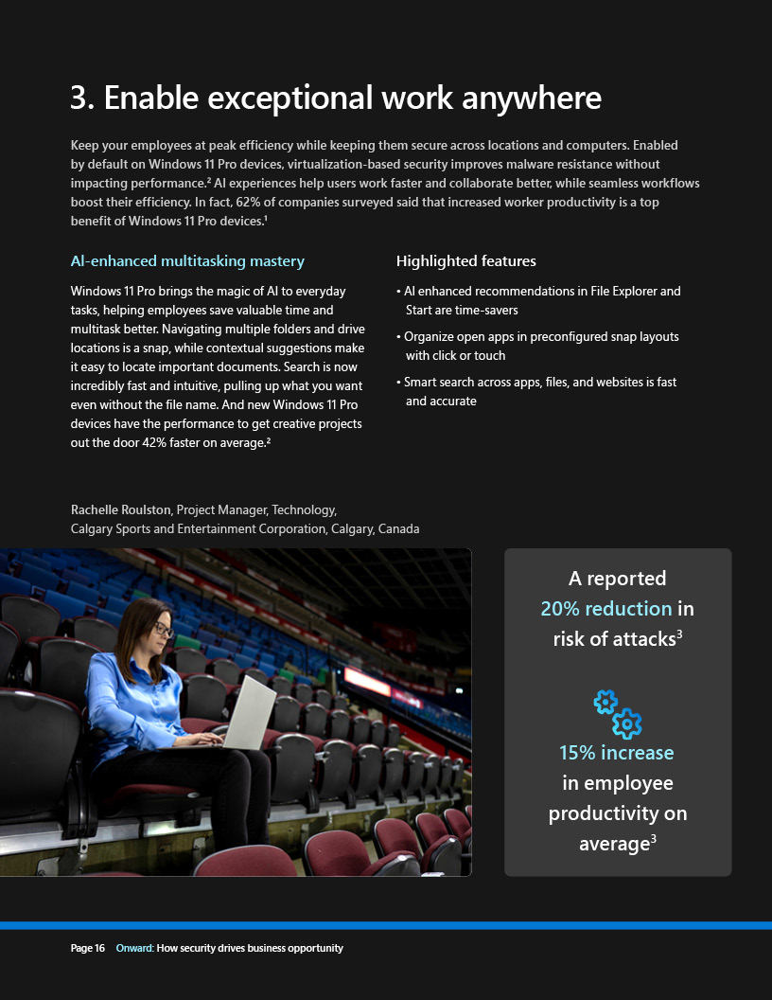 3. Enable exceptional work anywhere
Keep your employees at peak efficiency while keeping them secure across locations and computers. Enabled
by default on Windows 11 Pro devices, virtualization-based security improves malware resistance without
impacting performance.² AI experiences help users work faster and collaborate better, while seamless workflows
boost their efficiency. In fact, 62% of companies surveyed said that increased worker productivity is a top
benefit of Windows 11 Pro devices.¹
AI-enhanced multitasking mastery
Windows 11 Pro brings the magic of AI to everyday
tasks, helping employees save valuable time and
multitask better. Navigating multiple folders and drive
locations is a snap, while contextual suggestions make
it easy to locate important documents. Search is now
incredibly fast and intuitive, pulling up what you want
even without the file name. And new Windows 11 Pro
devices have the performance to get creative projects
out the door 42% faster on average.²
Highlighted features
• AI enhanced recommendations in File Explorer and
Start are time-savers
• Organize open apps in preconfigured snap layouts
with click or touch
• Smart search across apps, files, and websites is fast
and accurate
Rachelle Roulston, Project Manager, Technology,
Calgary Sports and Entertainment Corporation, Calgary, Canada
A reported
20% reduction in
risk of attacks³
15% increase
in employee
productivity on
average³
Page 16 Onward: How security drives business opportunity